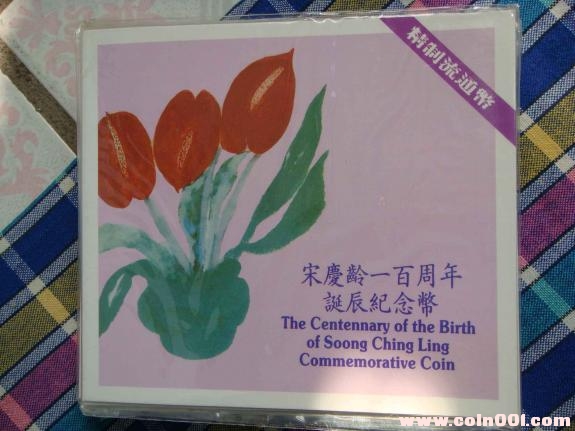 精制流通幣
宋慶齡一百周年
誕辰紀念幣
The Centennary of the Birth
of Soong Ching Ling
Commemorative Coin
www.coin001.com